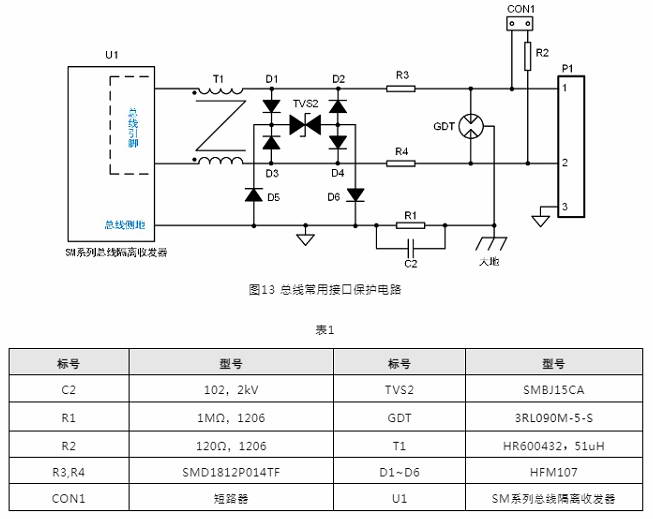 CON1
U1
R2
P1
T1
D1
D2
R3
1
TVS2
GDT
总线引脚
R4
2
D3
D4
D5
D6
R1
3
总线侧地
C2
大地
SM系列总线隔离收发器
图13 总线常用接口保护电路
表1
标号 型号 标号 型号
C2 102，2kV TVS2 SMBJ15CA
R1 1MΩ，1206 GDT 3RL090M-5-S
R2 120Ω，1206 T1 HR600432，51uH
R3,R4 SMD1812P014TF D1~D6 HFM107
CON1 短路器 U1 SM系列总线隔离收发器